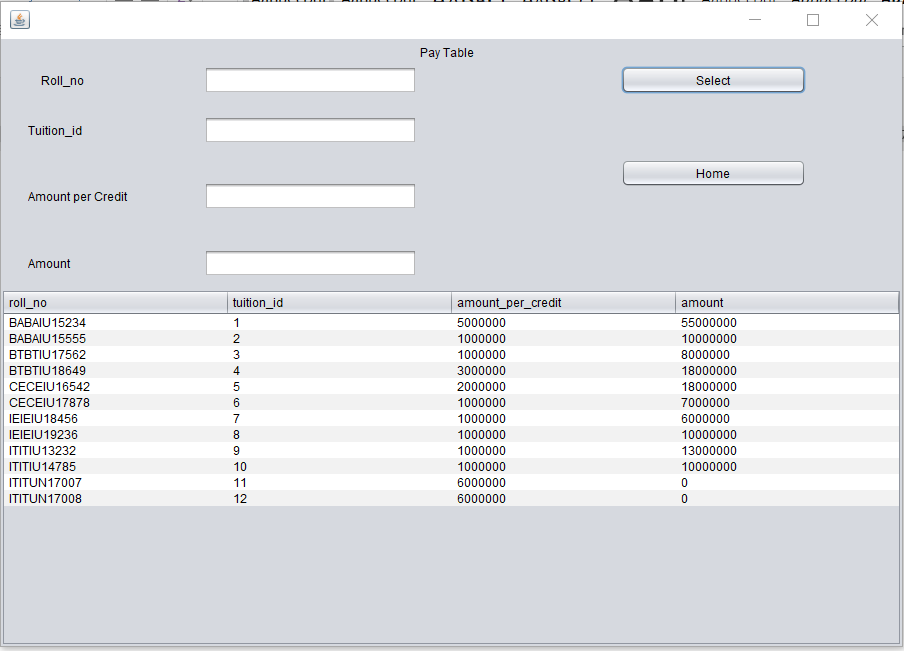 Pay Table
Roll_no
Select
Tuition_id
Home
Amount per Credit
Amount
roll_no tuition_id amount_per_credit amount
BABAIU15234 1 5000000 55000000
BABAIU15555 2 1000000 10000000
BTBTIU17562 3 1000000 8000000
BTBTIU18649 4 3000000 18000000
CECEIU16542 5 2000000 18000000
CECEIU17878 6 1000000 7000000
IEIEIU18456 7 1000000 6000000
IEIEIU19236 8 1000000 10000000
ITITIU13232 9 1000000 13000000
ITITIU14785 10 1000000 10000000
ITITUN17007 11 6000000 0
ITITUN17008 12 6000000 0